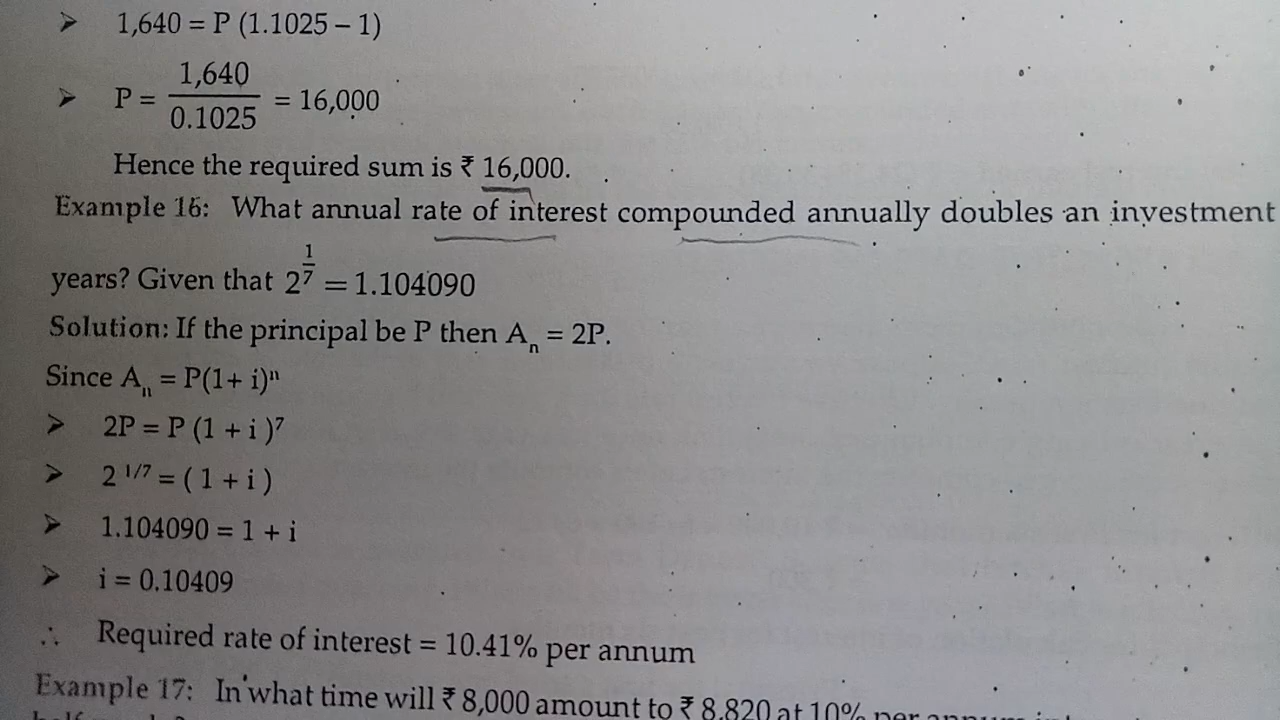 ➢ 1,640 = P (1.1025 – 1)
➢ P = 1,640 / 0.1025 = 16,000
Hence the required sum is ₹ 16,000.
Example 16: What annual rate of interest compounded annually doubles an investment
years? Given that 2^(1/7) = 1.104090
Solution: If the principal be P then Aₙ = 2P.
Since Aₙ = P(1+ i)ⁿ
➢ 2P = P (1 + i )⁷
➢ 2 ^1/7 = ( 1 + i )
➢ 1.104090 = 1 + i
➢ i = 0.10409
∴ Required rate of interest = 10.41% per annum
Example 17: In what time will ₹ 8,000 amount to ₹ 8,820 at 10% per annum